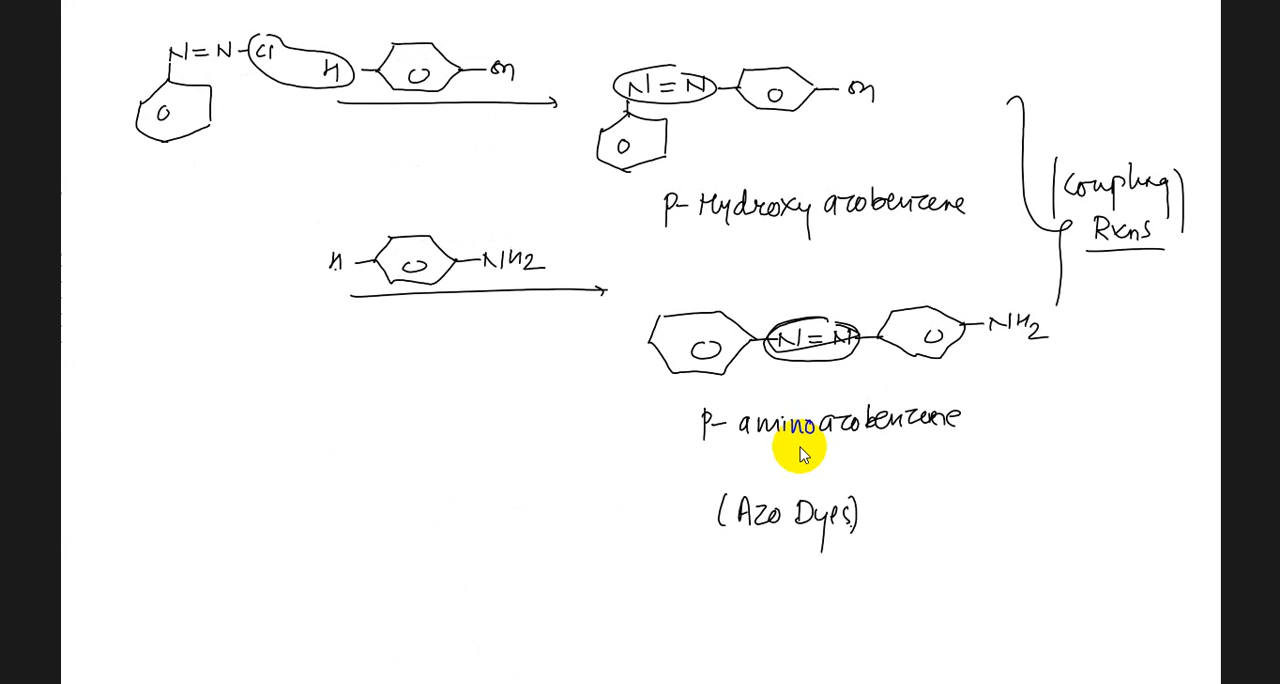 N=N-Cl H -OH
N=N -OH
P- Hydroxy azobenzene
(Coupling)
Rxns
H -NH2
-N=N- -NH2
P- aminoazobenzene
(Azo Dyes)